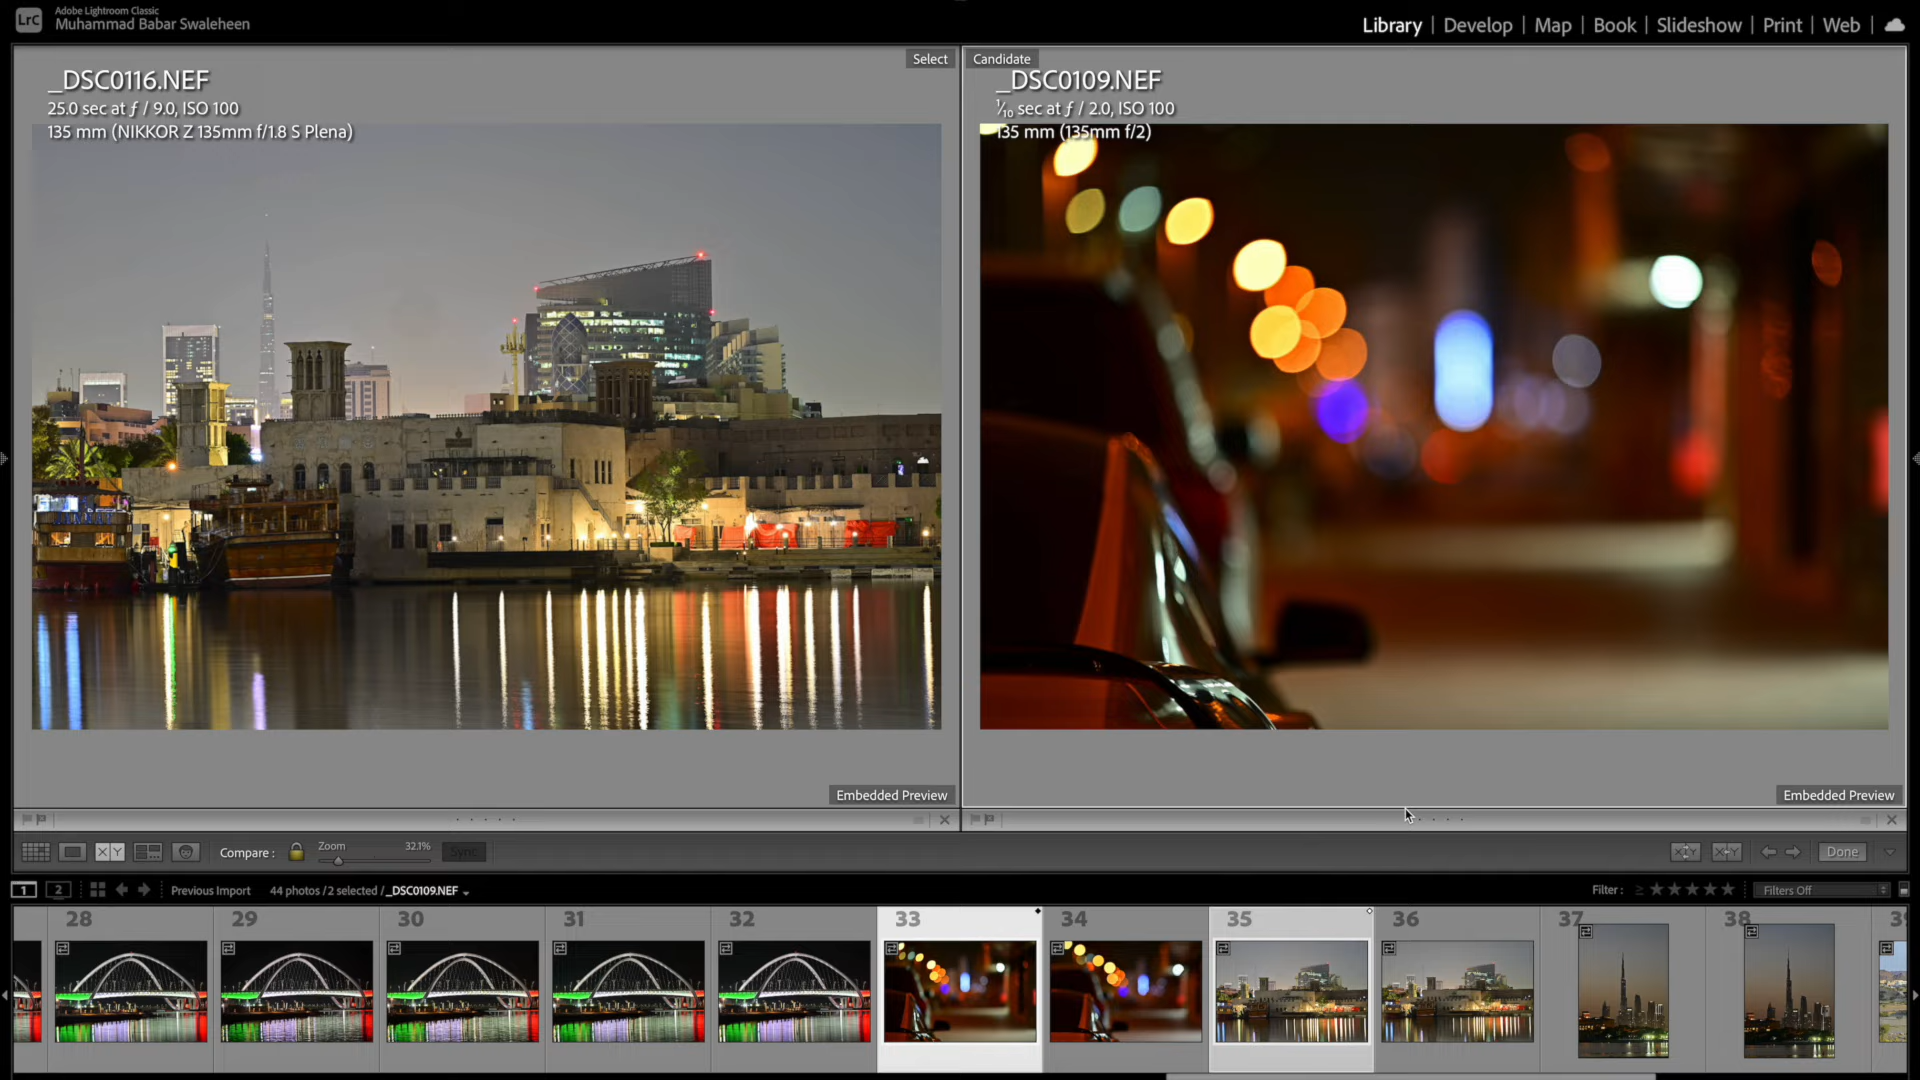 LrC
Adobe Lightroom Classic
Muhammad Babar Swaleheen
Library | Develop | Map | Book | Slideshow | Print | Web
Select
_DSC0116.NEF
25.0 sec at ƒ / 9.0, ISO 100
135 mm (NIKKOR Z 135mm f/1.8 S Plena)
Candidate
_DSC0109.NEF
1/10 sec at ƒ / 2.0, ISO 100
135 mm (135mm f/2)
Embedded Preview
Embedded Preview
X Y
Compare :
Zoom
32.1%
Sync
Done
1 2
Previous Import
44 photos / 2 selected / _DSC0109.NEF
Filter :
Filters Off
28 29 30 31 32 33 34 35 36 37 38